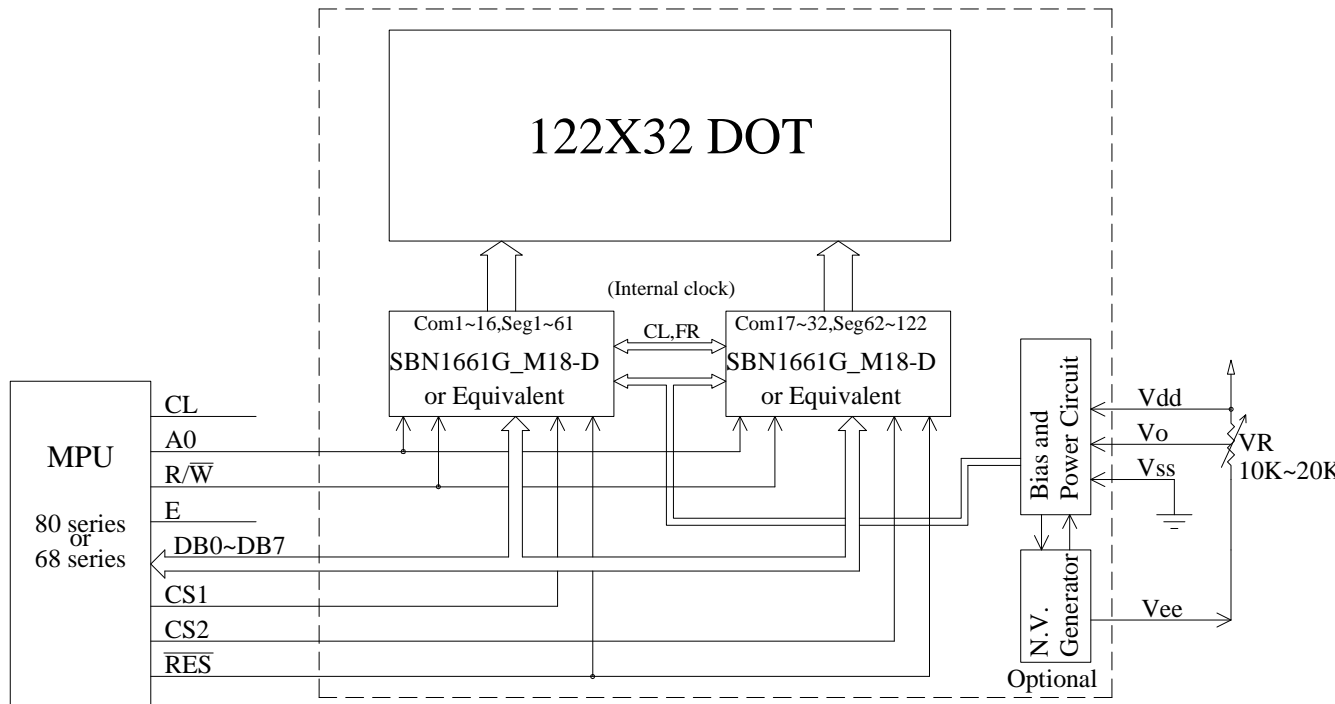 122X32 DOT
(Internal clock)
Com1~16,Seg1~61
SBN1661G_M18-D
or Equivalent
CL,FR
Com17~32,Seg62~122
SBN1661G_M18-D
or Equivalent
MPU
80 series
or
68 series
CL
A0
R/W̅
E
DB0~DB7
CS1
CS2
R̅E̅S̅
Bias and
Power Circuit
Vdd
Vo
Vss
VR
10K~20K
N.V.
Generator
Vee
Optional